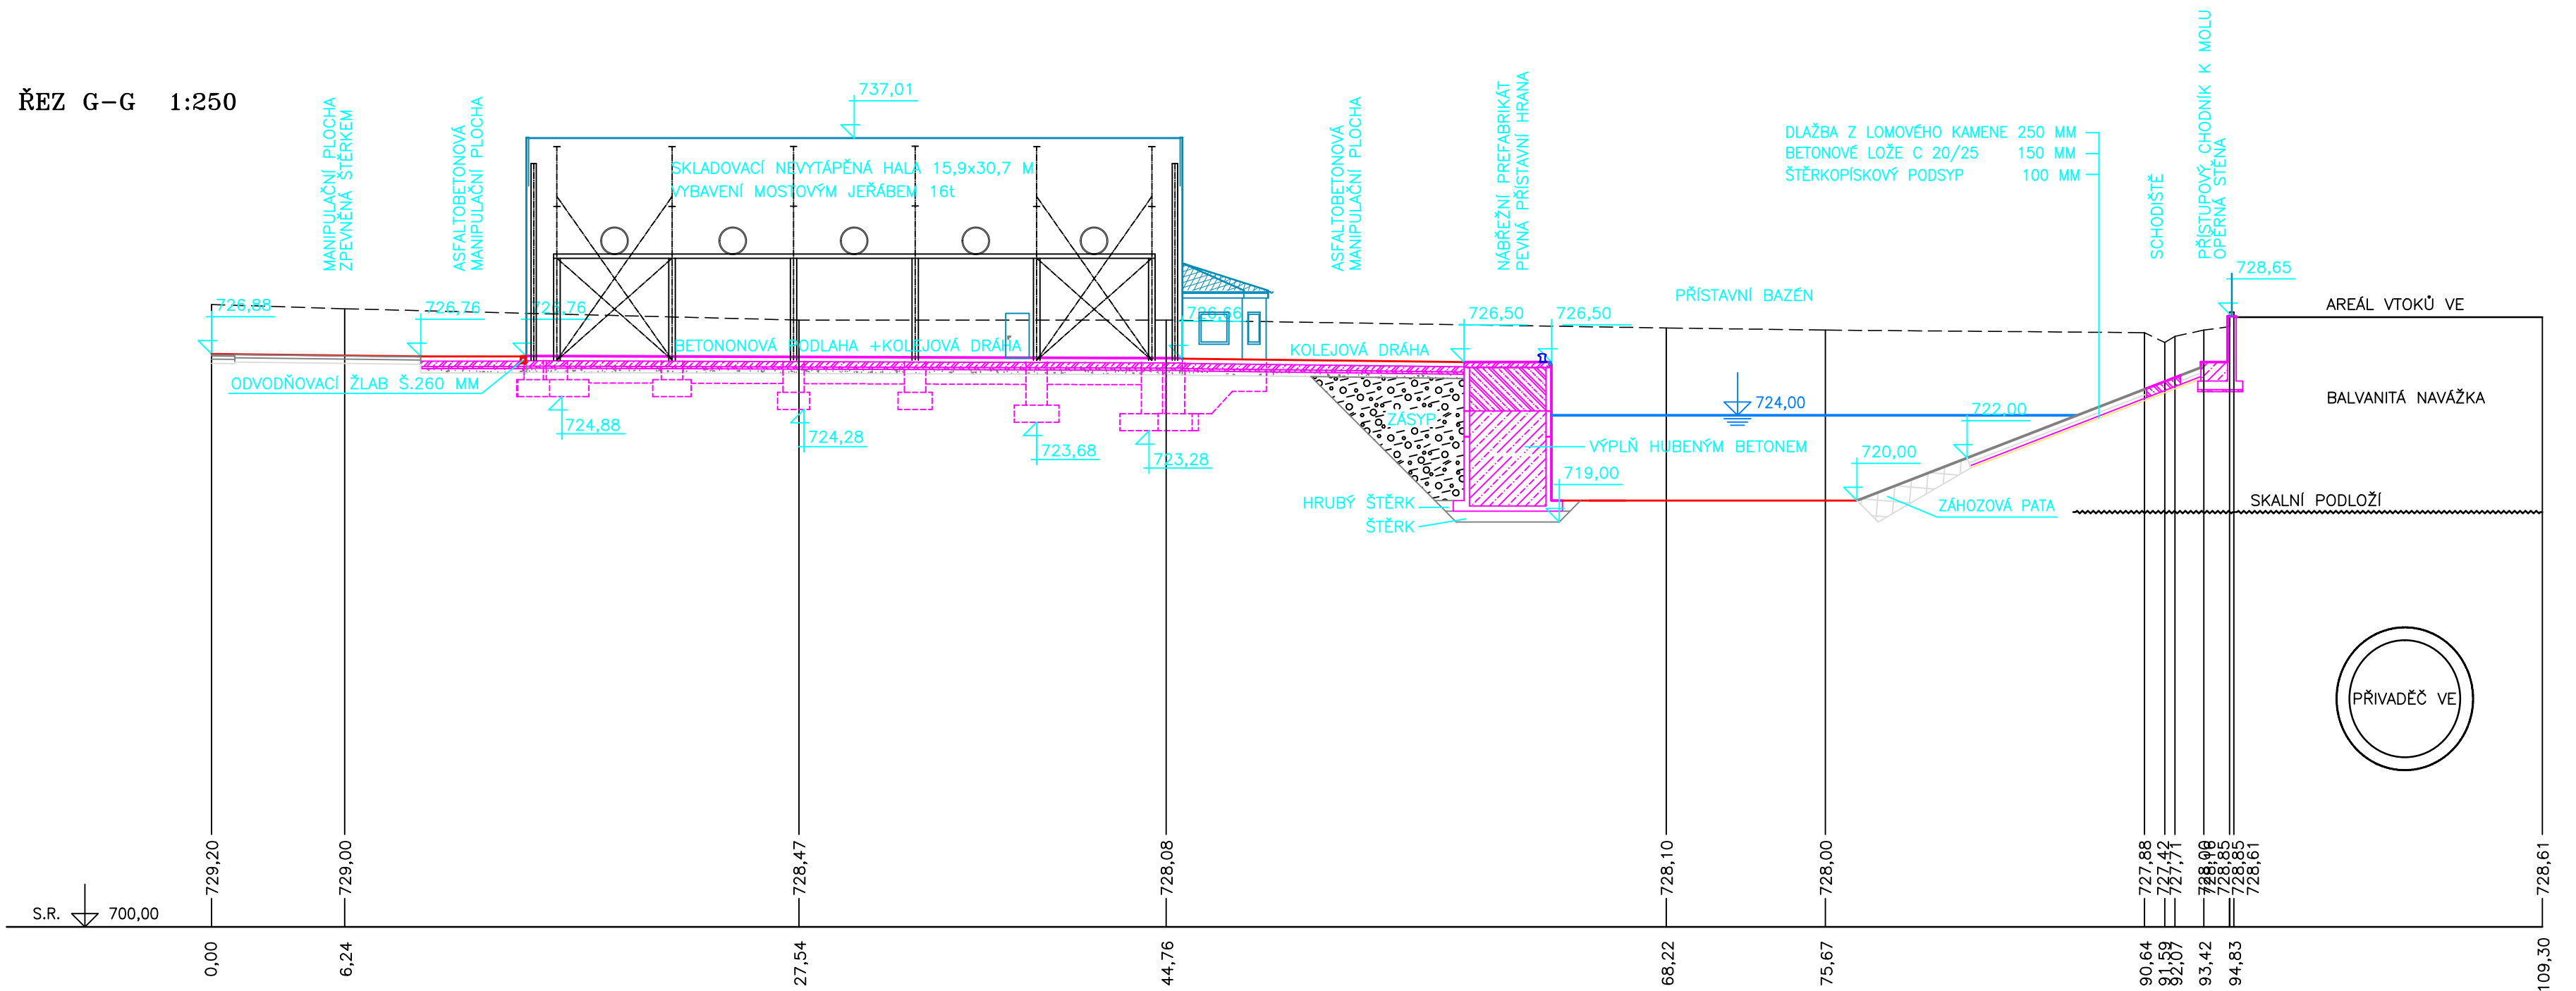 ŘEZ G-G 1:250
MANIPULAČNÍ PLOCHA
ZPEVNĚNÁ ŠTĚRKEM
ASFALTOBETONOVÁ
MANIPULAČNÍ PLOCHA
737,01
SKLADOVACÍ NEVYTÁPĚNÁ HALA 15,9x30,7 M
VYBAVENÍ MOSTOVÝM JEŘÁBEM 16t
ASFALTOBETONOVÁ
MANIPULAČNÍ PLOCHA
NÁBŘEŽNÍ PREFABRIKÁT
PEVNÁ PŘÍSTAVNÍ HRANA
DLAŽBA Z LOMOVÉHO KAMENE 250 MM
BETONOVÉ LOŽE C 20/25 150 MM
ŠTĚRKOPÍSKOVÝ PODSYP 100 MM
SCHODIŠTĚ
PŘÍSTUPOVÝ CHODNÍK K MOLU
OPĚRNÁ STĚNA
728,65
726,88
726,76
726,76
726,66
726,50
726,50
PŘÍSTAVNÍ BAZÉN
AREÁL VTOKŮ VE
BETONONOVÁ PODLAHA +KOLEJOVÁ DRÁHA
KOLEJOVÁ DRÁHA
ODVODŇOVACÍ ŽLAB Š.260 MM
724,88
724,28
723,68
723,28
ZÁSYP
724,00
722,00
BALVANITÁ NAVÁŽKA
VÝPLŇ HUBENÝM BETONEM
720,00
719,00
HRUBÝ ŠTĚRK
ŠTĚRK
ZÁHOZOVÁ PATA
SKALNÍ PODLOŽÍ
PŘIVADĚČ VE
729,20
729,00
728,47
728,08
728,10
728,00
727,88
727,42
727,71
728,00
728,85
728,85
728,61
728,61
S.R. 700,00
0,00
6,24
27,54
44,76
68,22
75,67
90,64
91,59
92,07
93,42
94,83
109,30